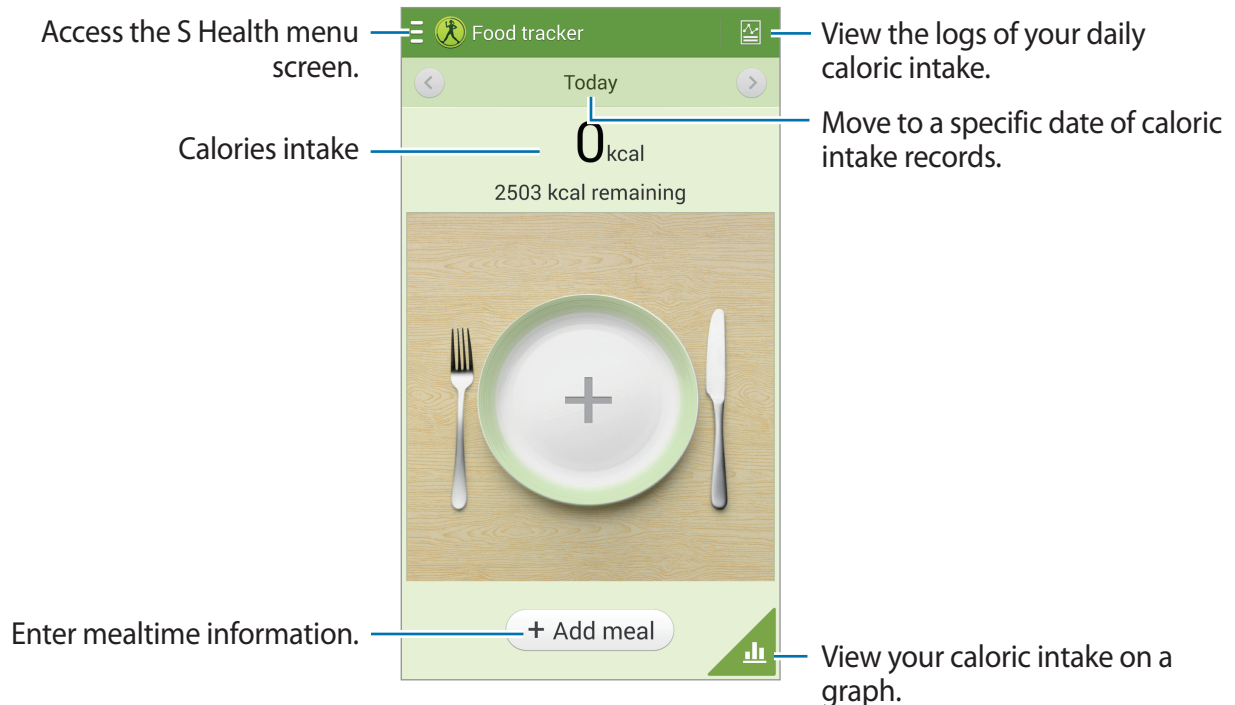 Access the S Health menu
screen.
Food tracker
View the logs of your daily
caloric intake.
Today
Move to a specific date of caloric
intake records.
Calories intake
0 kcal
2503 kcal remaining
Enter mealtime information.
+ Add meal
View your caloric intake on a
graph.